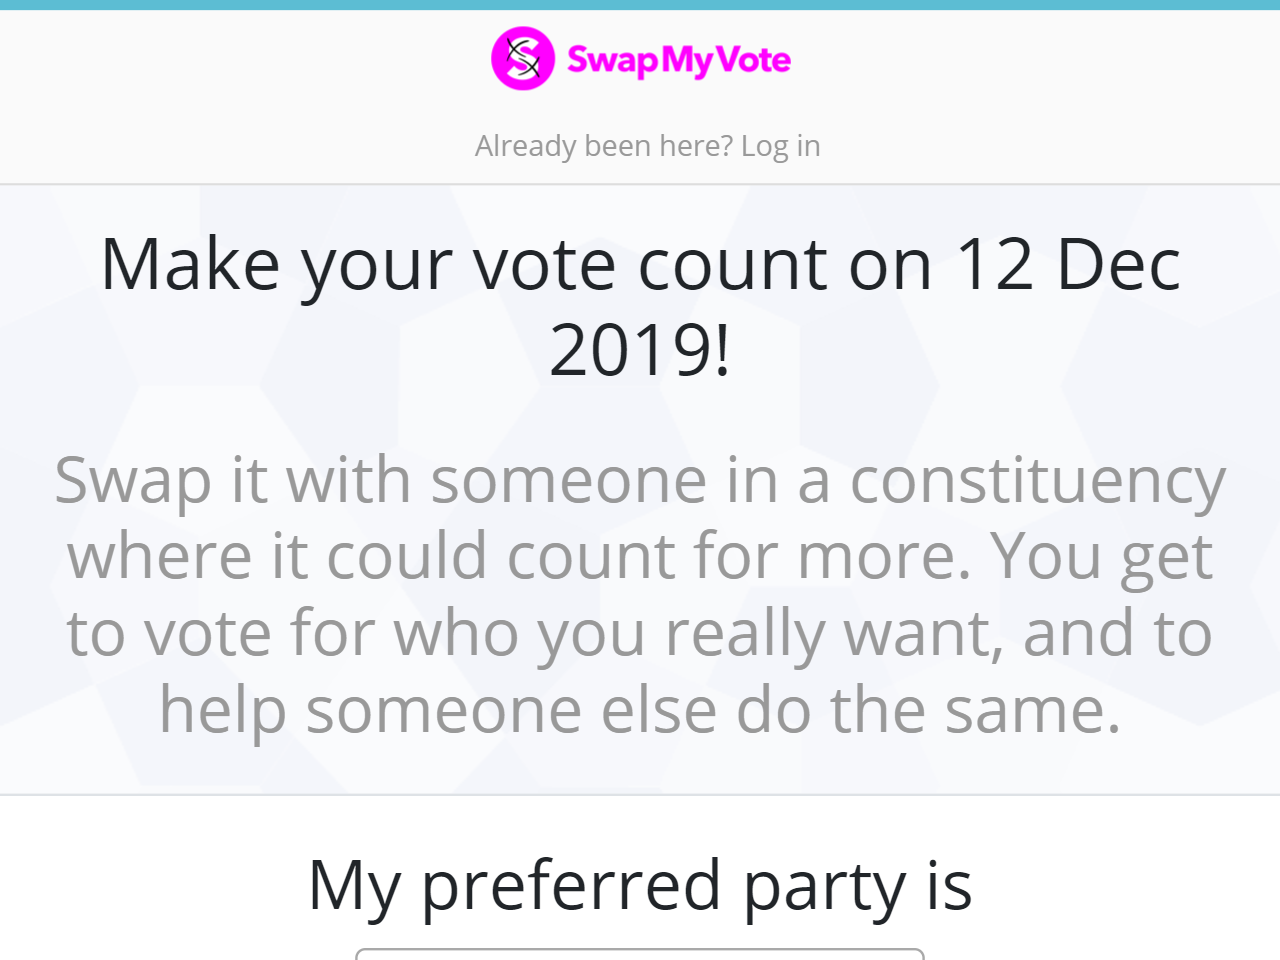 SwapMyVote
Already been here? Log in
Make your vote count on 12 Dec
2019!
Swap it with someone in a constituency
where it could count for more. You get
to vote for who you really want, and to
help someone else do the same.
My preferred party is